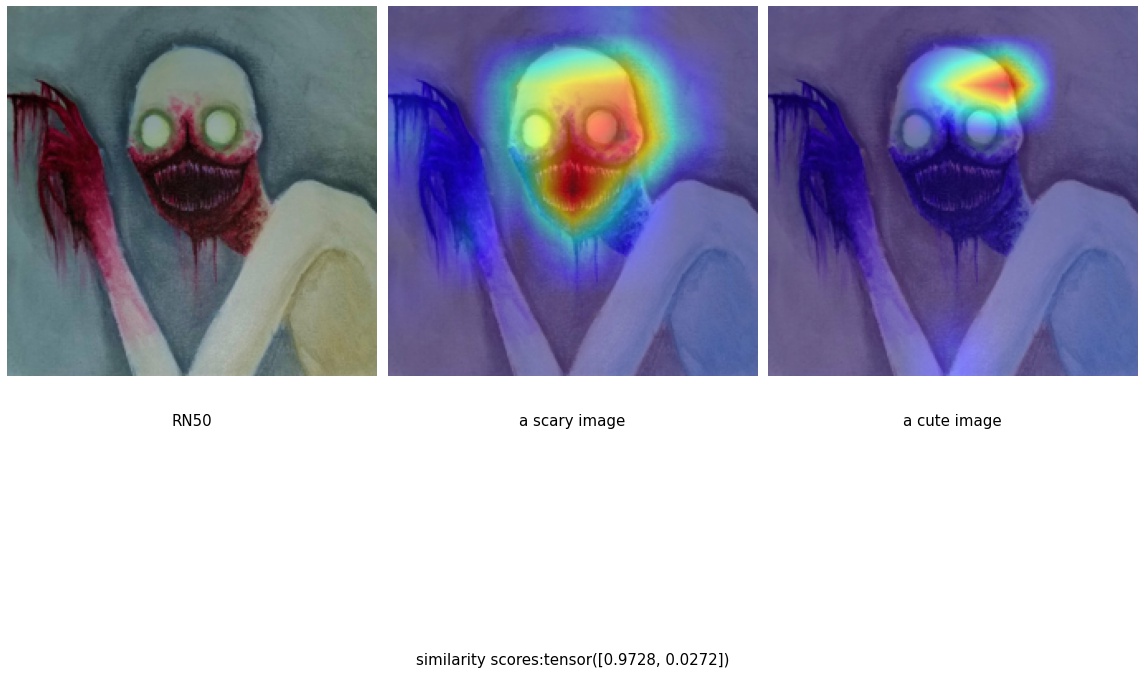 RN50
a scary image
a cute image
similarity scores:tensor([0.9728, 0.0272])